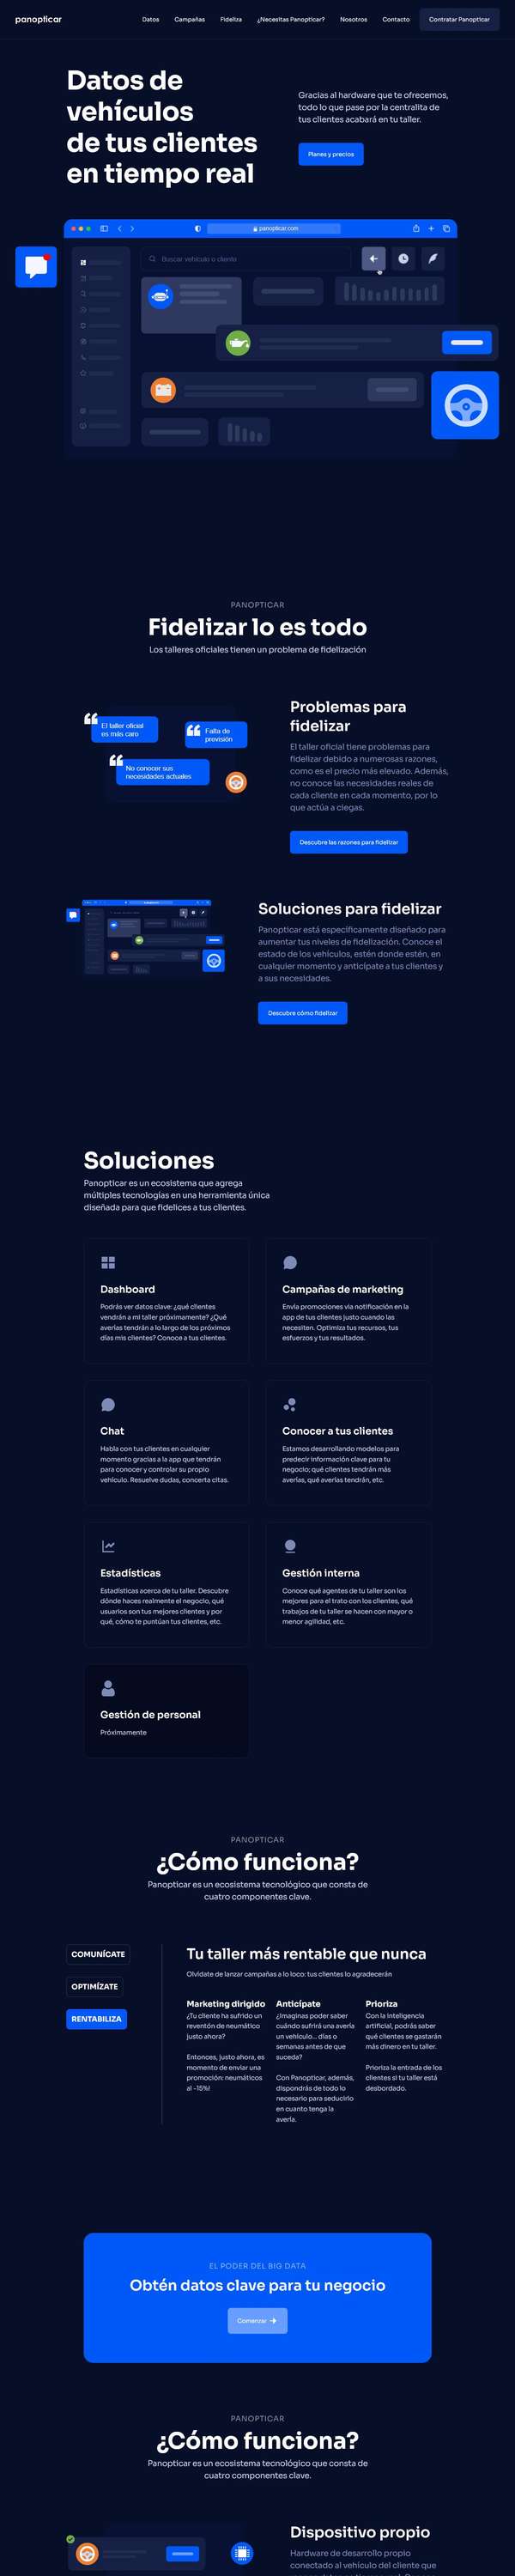 panopticar
Datos
Campañas
Fideliza
¿Necesitas Panopticar?
Nosotros
Contacto
Contratar Panopticar
Datos de
vehículos
de tus clientes
en tiempo real
Gracias al hardware que te ofrecemos,
todo lo que pase por la centralita de
tus clientes acabará en tu taller.
Planes y precios
panopticar.com
Buscar vehículo o cliente
PANOPTICAR
Fidelizar lo es todo
Los talleres oficiales tienen un problema de fidelización
El taller oficial
es más caro
Falta de
previsión
No conocer sus
necesidades actuales
Problemas para
fidelizar
El taller oficial tiene problemas para
fidelizar debido a numerosas razones,
como es el precio más elevado. Además,
no conoce las necesidades reales de
cada cliente en cada momento, por lo
que actúa a ciegas.
Descubre las razones para fidelizar
Soluciones para fidelizar
Panopticar está específicamente diseñado para
aumentar tus niveles de fidelización. Conoce el
estado de los vehículos, estén donde estén, en
cualquier momento y anticípate a tus clientes y
a sus necesidades.
Descubre cómo fidelizar
Soluciones
Panopticar es un ecosistema que agrega
múltiples tecnologías en una herramienta única
diseñada para que fidelices a tus clientes.
Dashboard
Podrás ver datos clave: ¿qué clientes
vendrán a mi taller próximamente? ¿Qué
averías tendrán a lo largo de los próximos
días mis clientes? Conoce a tus clientes.
Campañas de marketing
Envía promociones vía notificación en la
app de tus clientes justo cuando las
necesiten. Optimiza tus recursos, tus
esfuerzos y tus resultados.
Chat
Habla con tus clientes en cualquier
momento gracias a la app que tendrán
para conocer y controlar su propio
vehículo. Resuelve dudas, concerta citas.
Conocer a tus clientes
Estamos desarrollando modelos para
predecir información clave para tu
negocio: qué clientes tendrán más
averías, qué averías tendrán, etc.
Estadísticas
Estadísticas acerca de tu taller. Descubre
dónde haces realmente el negocio, qué
usuarios son tus mejores clientes y por
qué, cómo te puntúan tus clientes, etc.
Gestión interna
Conoce qué agentes de tu taller son los
mejores para el trato con los clientes, qué
trabajos de tu taller se hacen con mayor o
menor agilidad, etc.
Gestión de personal
Próximamente
PANOPTICAR
¿Cómo funciona?
Panopticar es un ecosistema tecnológico que consta de
cuatro componentes clave.
COMUNÍCATE
OPTIMÍZATE
RENTABILIZA
Tu taller más rentable que nunca
Olvídate de lanzar campañas a lo loco: tus clientes lo agradecerán
Marketing dirigido
¿Tu cliente ha sufrido un
reventón de neumático
justo ahora?
Entonces, justo ahora, es
momento de enviar una
promoción: neumáticos
al -15%!
Anticípate
¿Imaginas poder saber
cuándo sufrirá una avería
un vehículo... días o
semanas antes de que
suceda?
Con Panopticar, además,
dispondrás de todo lo
necesario para seducirlo
en cuanto tenga la
avería.
Prioriza
Con la inteligencia
artificial, podrás saber
qué clientes se gastarán
más dinero en tu taller.
Prioriza la entrada de los
clientes si tu taller está
desbordado.
EL PODER DEL BIG DATA
Obtén datos clave para tu negocio
Comenzar
PANOPTICAR
¿Cómo funciona?
Panopticar es un ecosistema tecnológico que consta de
cuatro componentes clave.
Dispositivo propio
Hardware de desarrollo propio
conectado al vehículo del cliente que